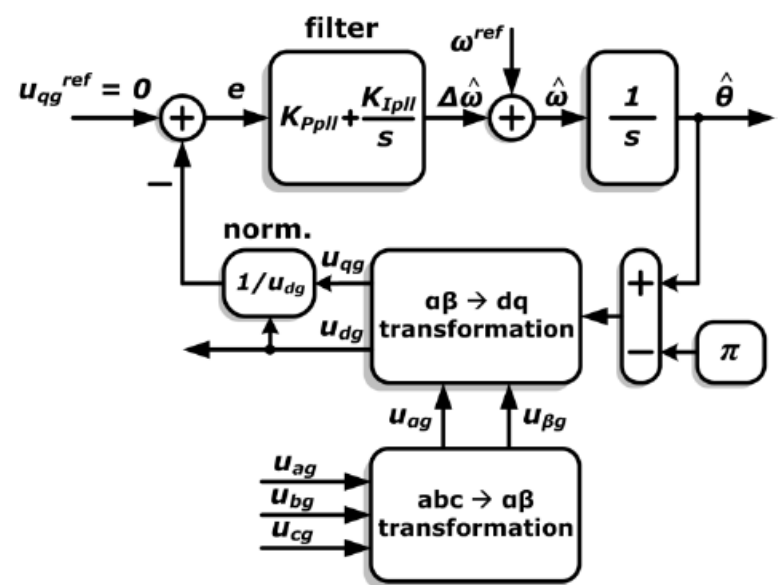 filter
ω^ref
u_qg^ref = 0
+
e
K_Ppll + K_Ipll/s
Δω̂
+
ω̂
1/s
θ̂
−
norm.
1/u_dg
u_qg
u_dg
αβ → dq
transformation
+
−
π
u_αg
u_βg
u_ag
u_bg
u_cg
abc → αβ
transformation